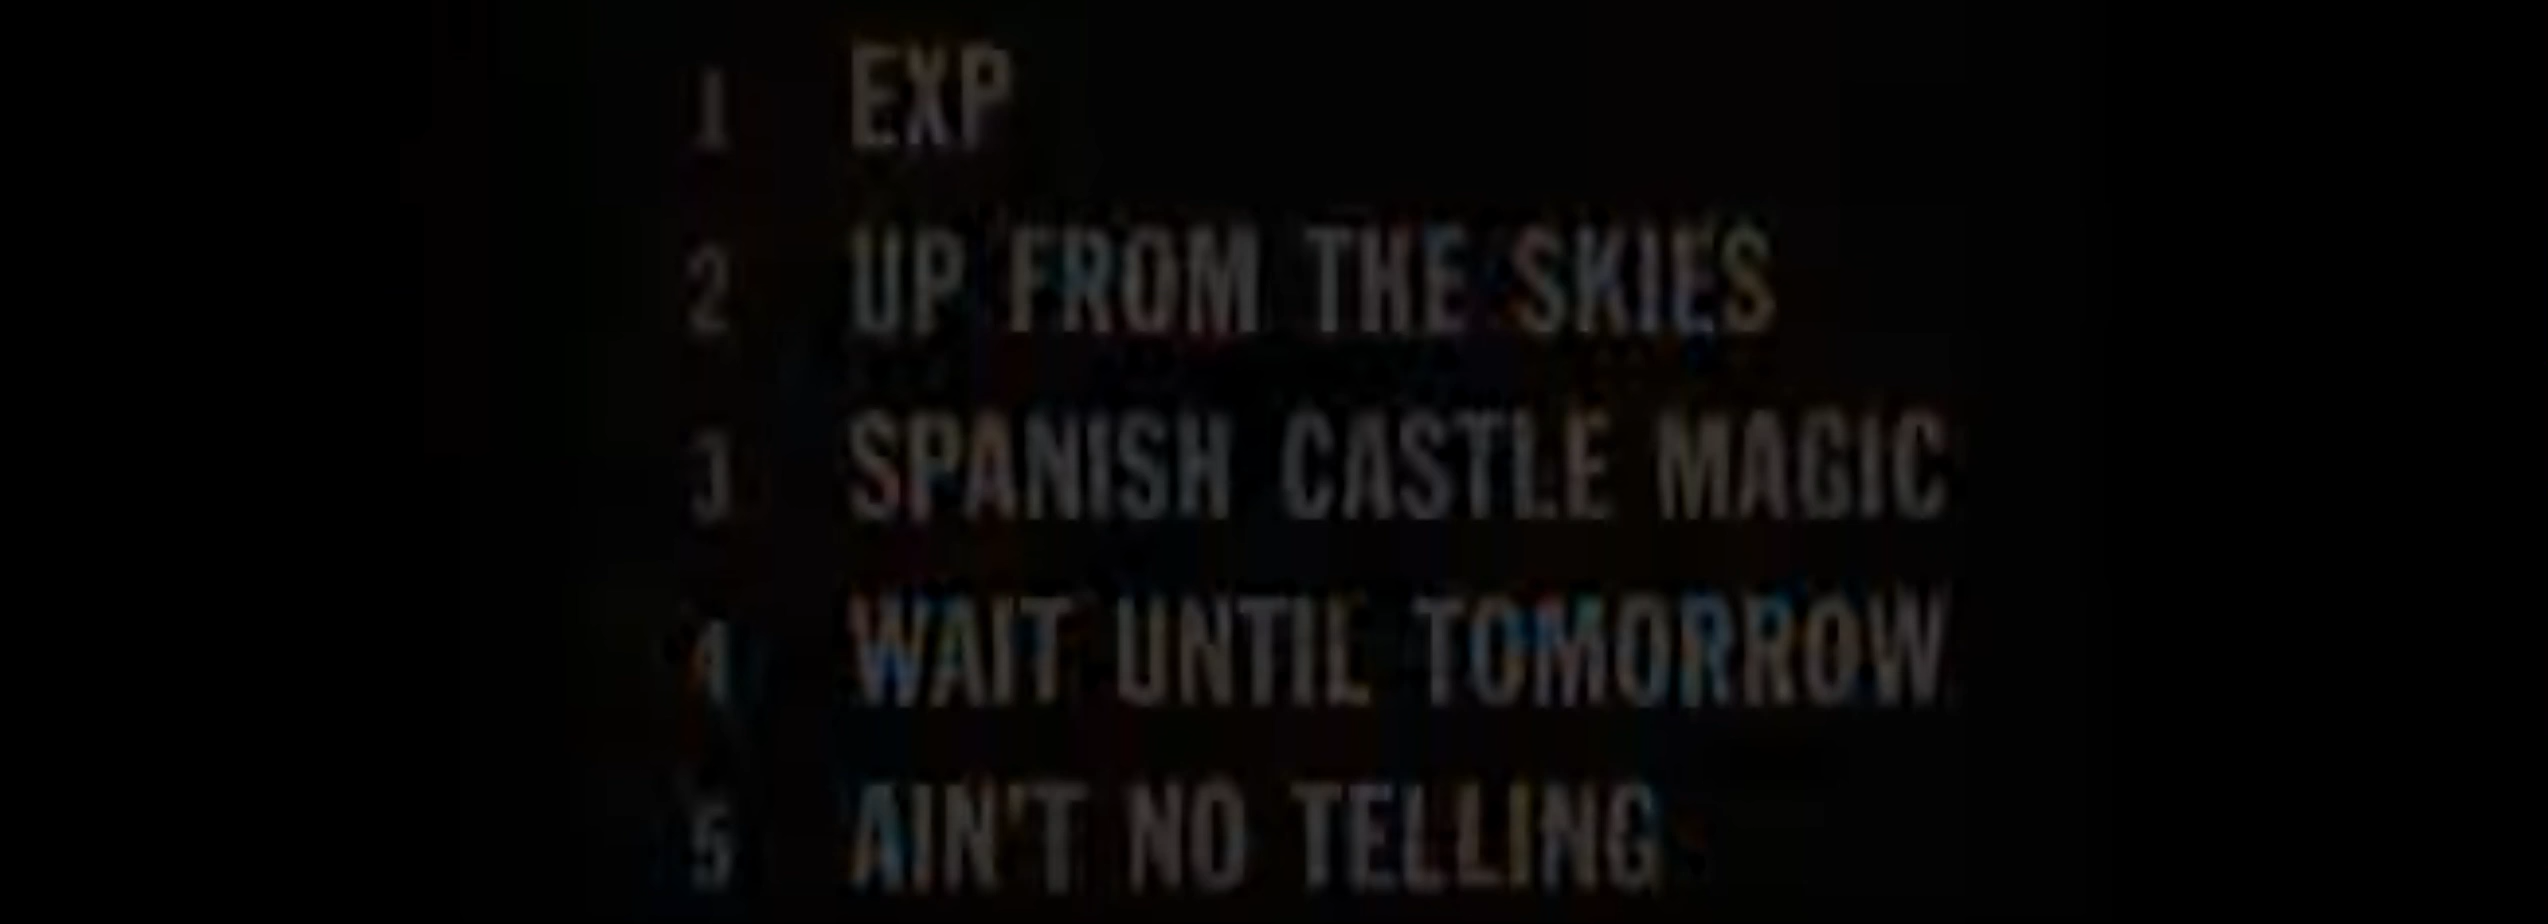 1 EXP
2 UP FROM THE SKIES
3 SPANISH CASTLE MAGIC
4 WAIT UNTIL TOMORROW
5 AIN'T NO TELLING